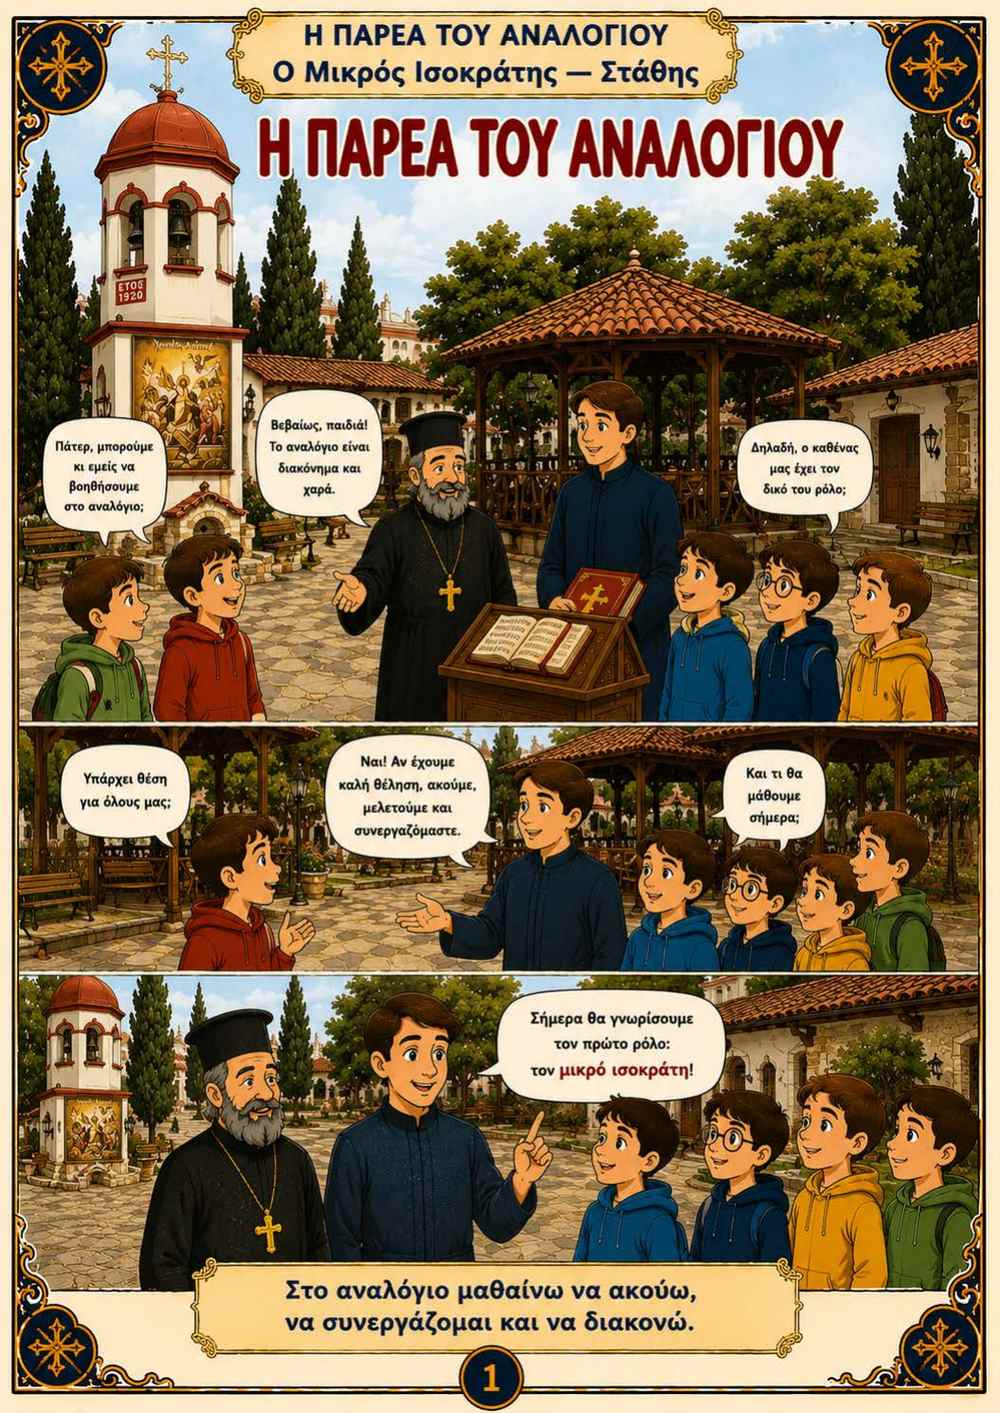 Η ΠΑΡΕΑ ΤΟΥ ΑΝΑΛΟΓΙΟΥ
Ο Μικρός Ισοκράτης — Στάθης
Η ΠΑΡΕΑ ΤΟΥ ΑΝΑΛΟΓΙΟΥ
ΕΤΟΣ
1920
Πάτερ, μπορούμε
κι εμείς να
βοηθήσουμε
στο αναλόγιο;
Βεβαίως, παιδιά!
Το αναλόγιο είναι
διακόνημα και
χαρά.
Δηλαδή, ο καθένας
μας έχει τον
δικό του ρόλο;
Υπάρχει θέση
για όλους μας;
Ναι! Αν έχουμε
καλή θέληση, ακούμε,
μελετούμε και
συνεργαζόμαστε.
Και τι θα
μάθουμε
σήμερα;
Σήμερα θα γνωρίσουμε
τον πρώτο ρόλο:
τον μικρό ισοκράτη!
Στο αναλόγιο μαθαίνω να ακούω,
να συνεργάζομαι και να διακονώ.
1